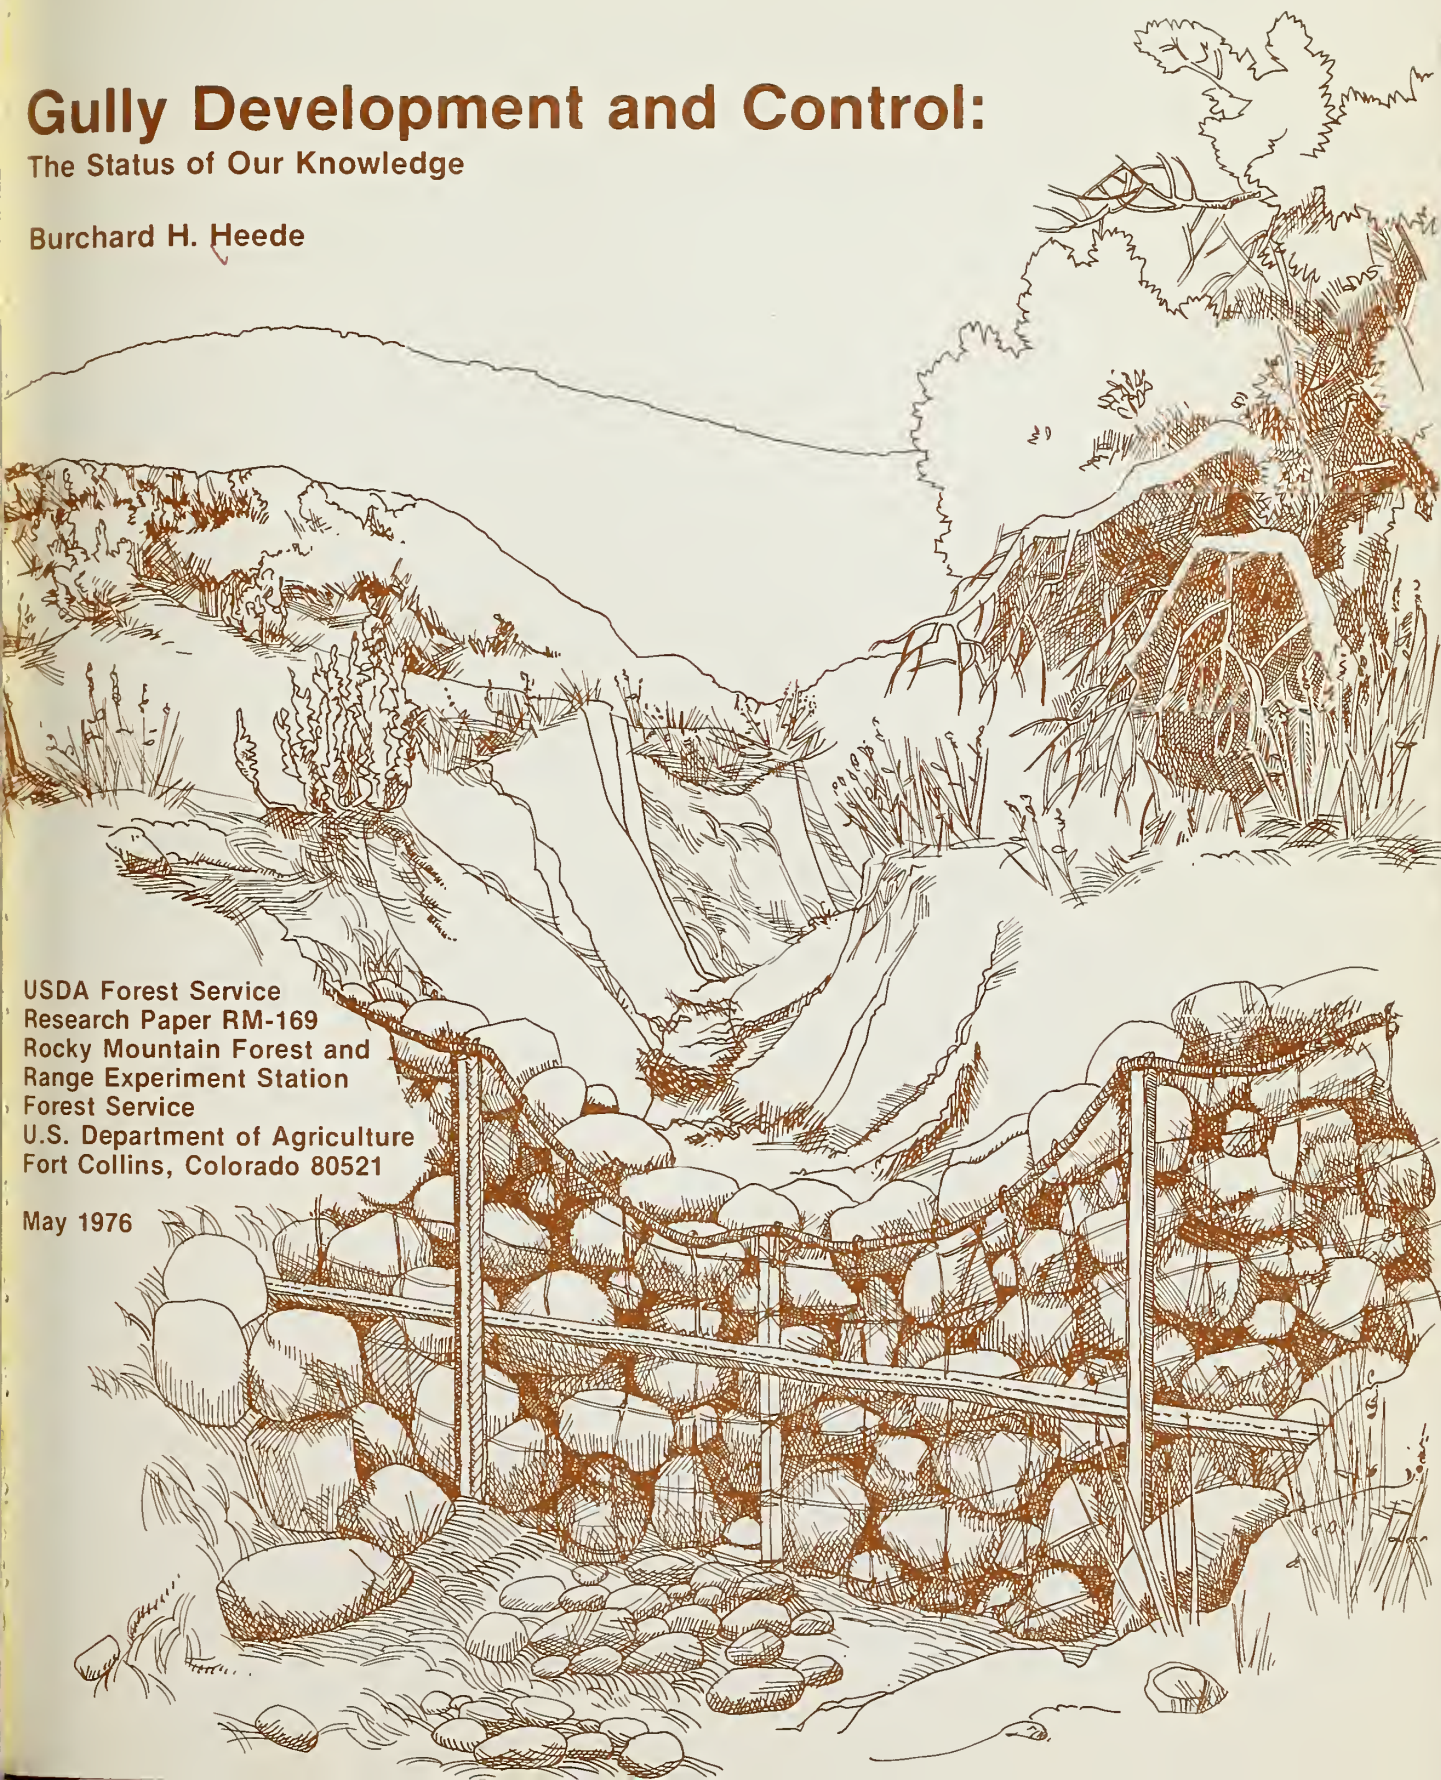 Gully Development and Control:
The Status of Our Knowledge
Burchard H. Heede
USDA Forest Service
Research Paper RM-169
Rocky Mountain Forest and
Range Experiment Station
Forest Service
U.S. Department of Agriculture
Fort Collins, Colorado 80521
May 1976